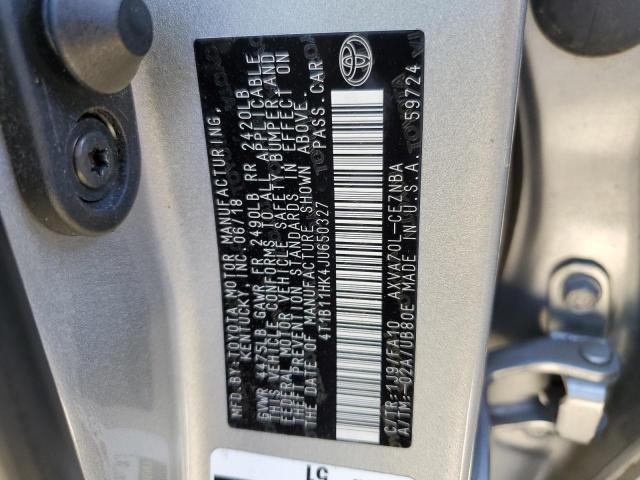 MFD.BY:TOYOTA MOTOR MANUFACTURING,
KENTUCKY, INC. 06/18
GVWR 4475LB GAWR FR 2490LB RR 2420LB
THIS VEHICLE CONFORMS TO ALL APPLICABLE
FEDERAL MOTOR VEHICLE SAFETY, BUMPER, AND
THEFT PREVENTION STANDARDS IN EFFECT ON
THE DATE OF MANUFACTURE SHOWN ABOVE.
4T1B11HK4JU650327 PASS.CAR
C/TR:1J9/FA10 AXVA70L-CEZNBA
A/TM:-02A/UB80E MADE IN U.S.A. 59724
51